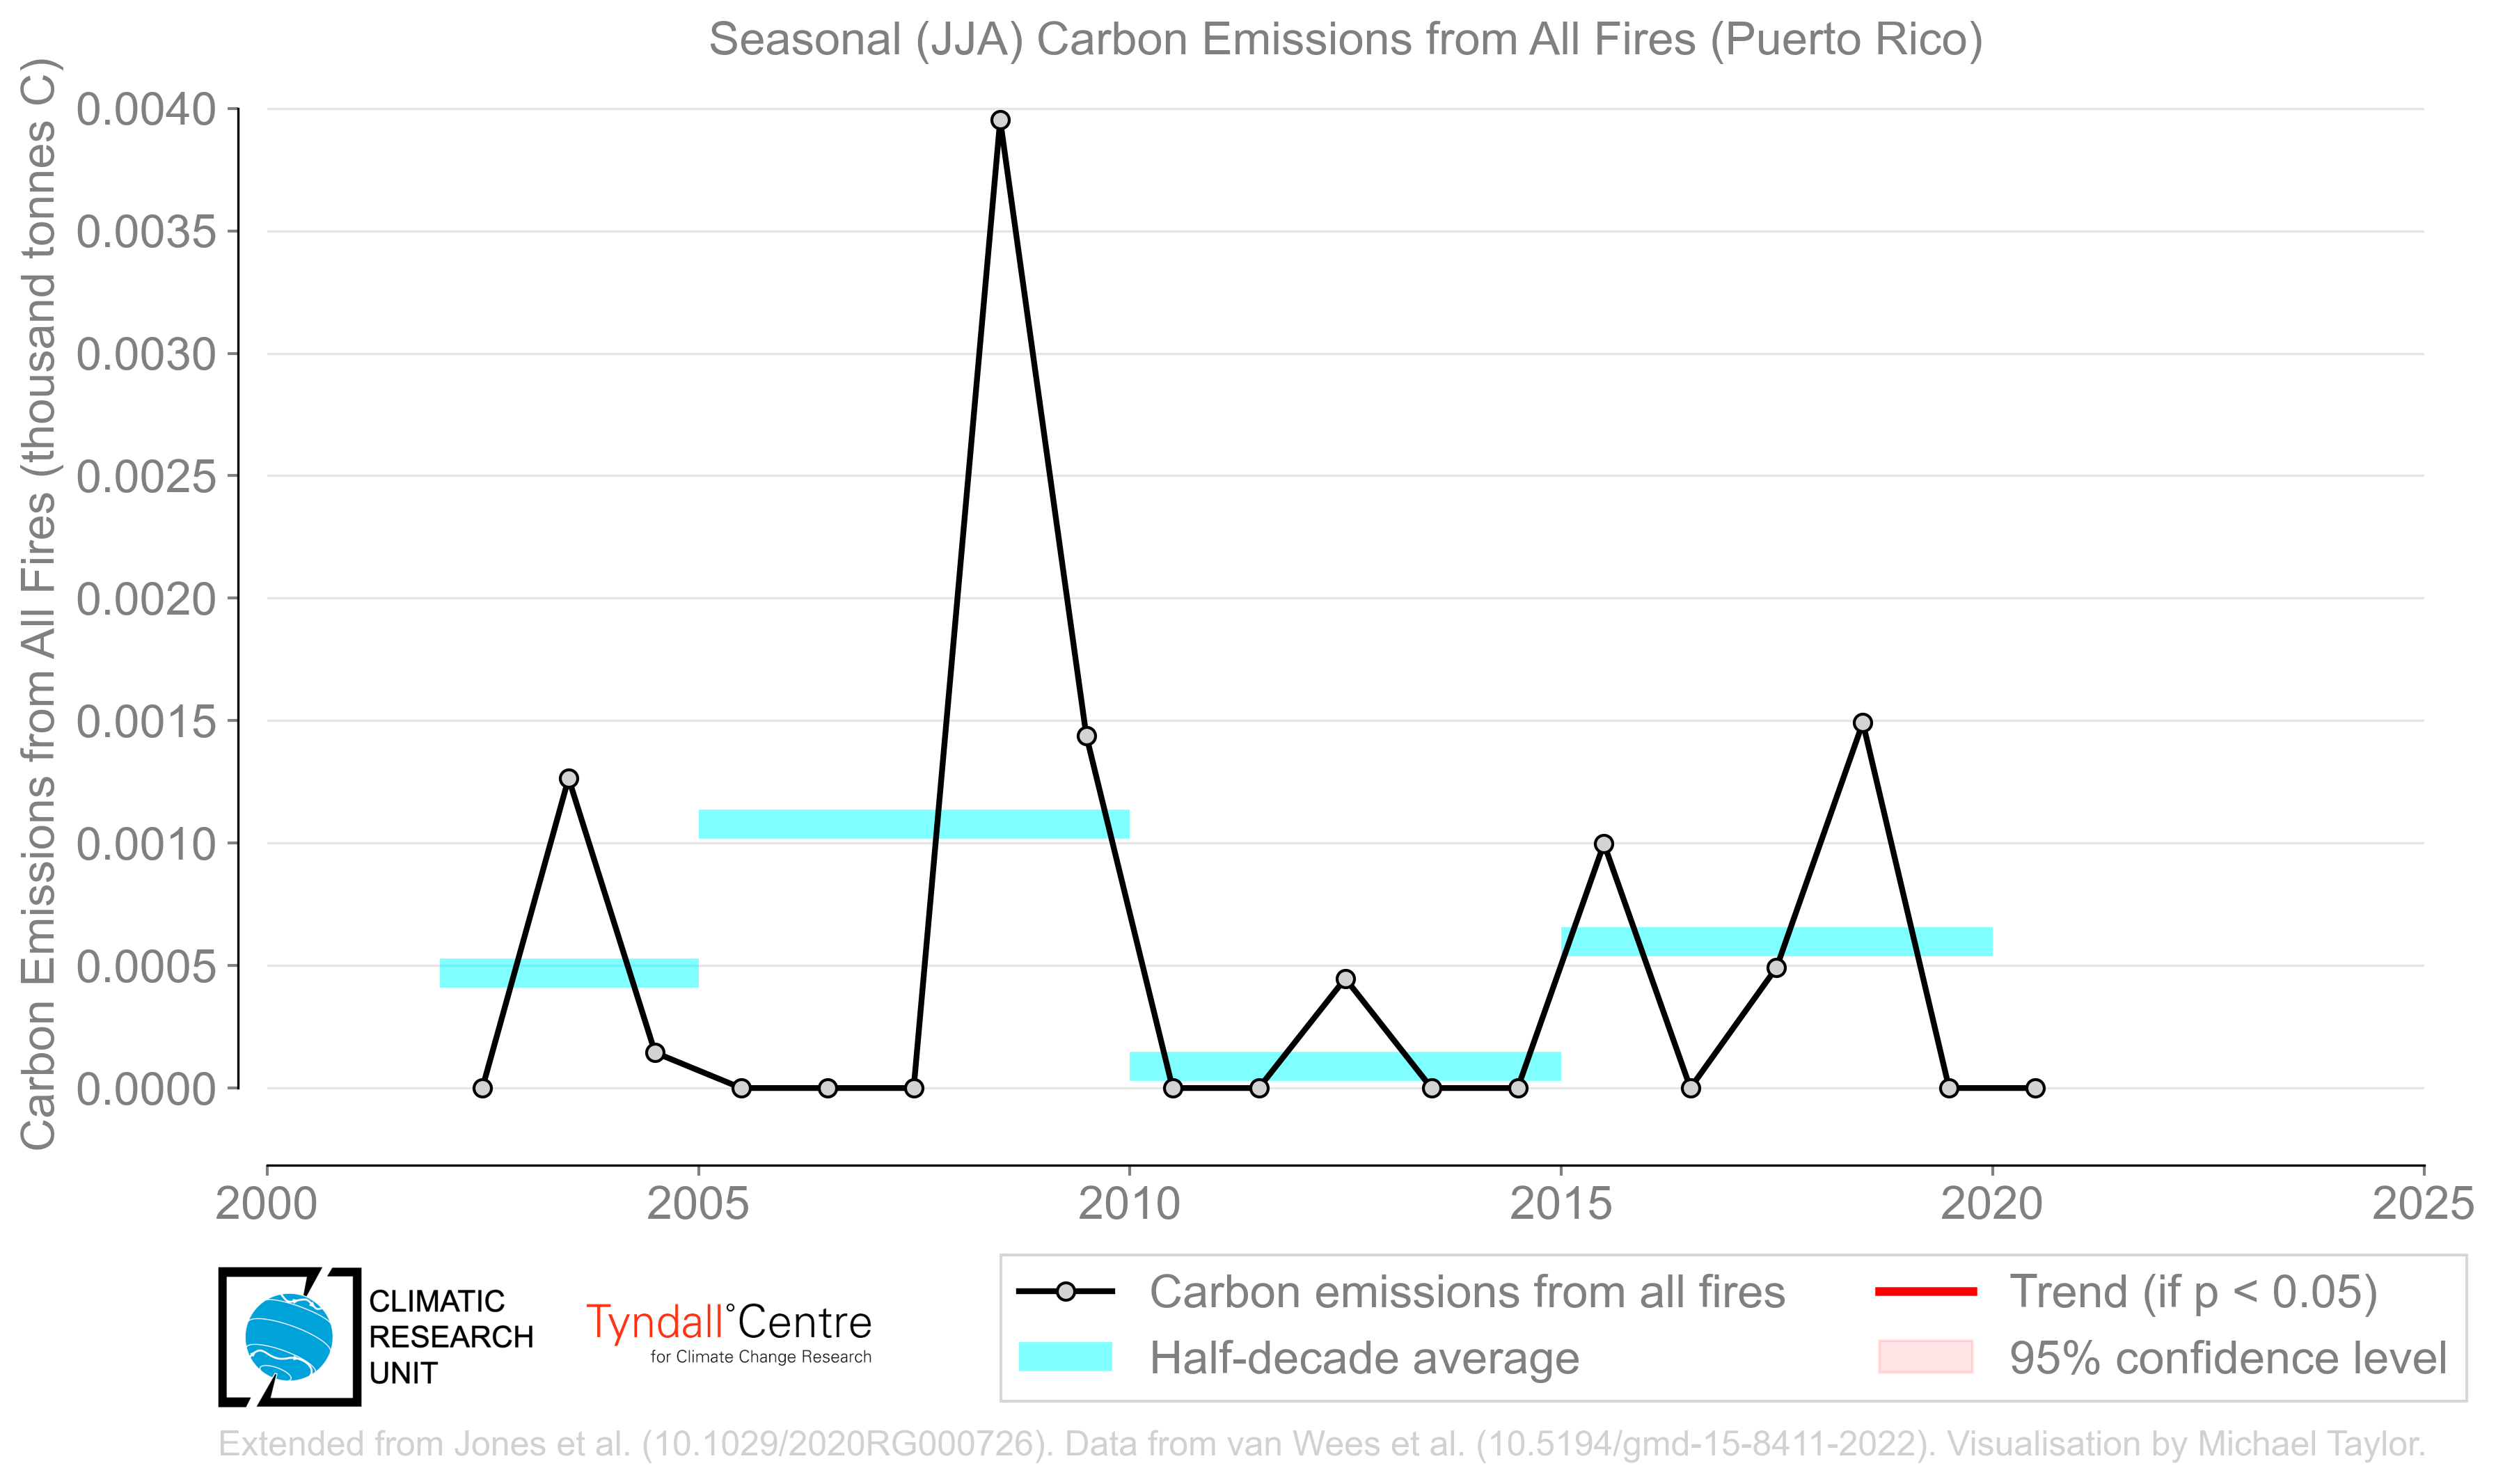 Seasonal (JJA) Carbon Emissions from All Fires (Puerto Rico)
Carbon Emissions from All Fires (thousand tonnes C)
0.0040
0.0035
0.0030
0.0025
0.0020
0.0015
0.0010
0.0005
0.0000
2000 2005 2010 2015 2020 2025
CLIMATIC
RESEARCH
UNIT
Tyndall°Centre
for Climate Change Research
Carbon emissions from all fires
Half-decade average
Trend (if p < 0.05)
95% confidence level
Extended from Jones et al. (10.1029/2020RG000726). Data from van Wees et al. (10.5194/gmd-15-8411-2022). Visualisation by Michael Taylor.